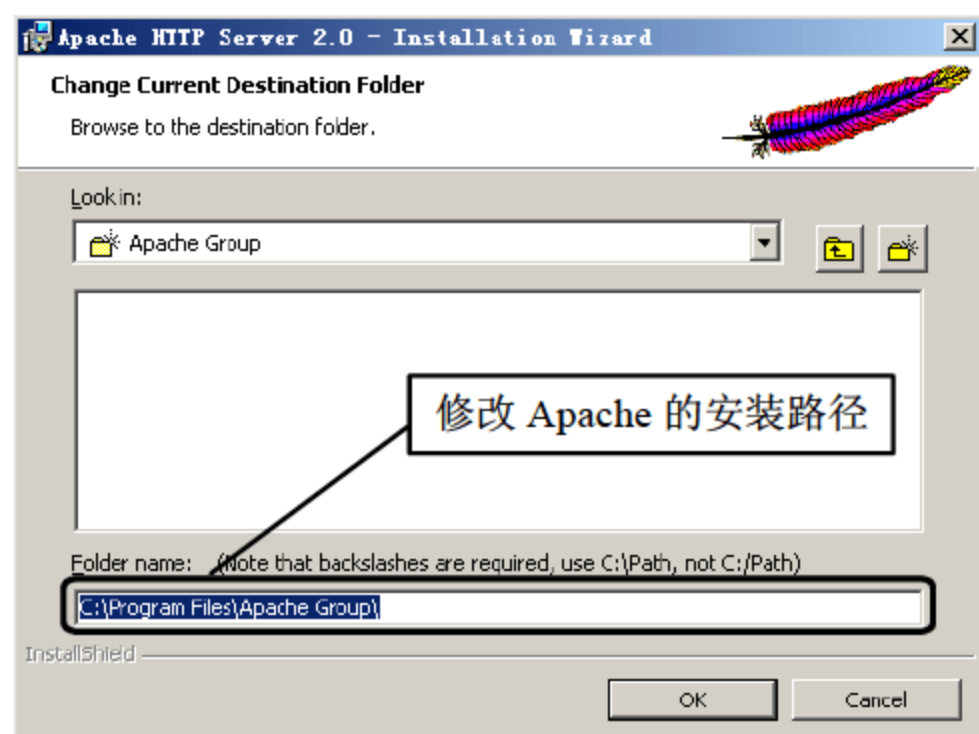 Apache HTTP Server 2.0 - Installation Wizard
Change Current Destination Folder
Browse to the destination folder.
Look in:
Apache Group
修改 Apache 的安装路径
Folder name: (Note that backslashes are required, use C:\Path, not C:/Path)
C:\Program Files\Apache Group\
InstallShield
OK Cancel